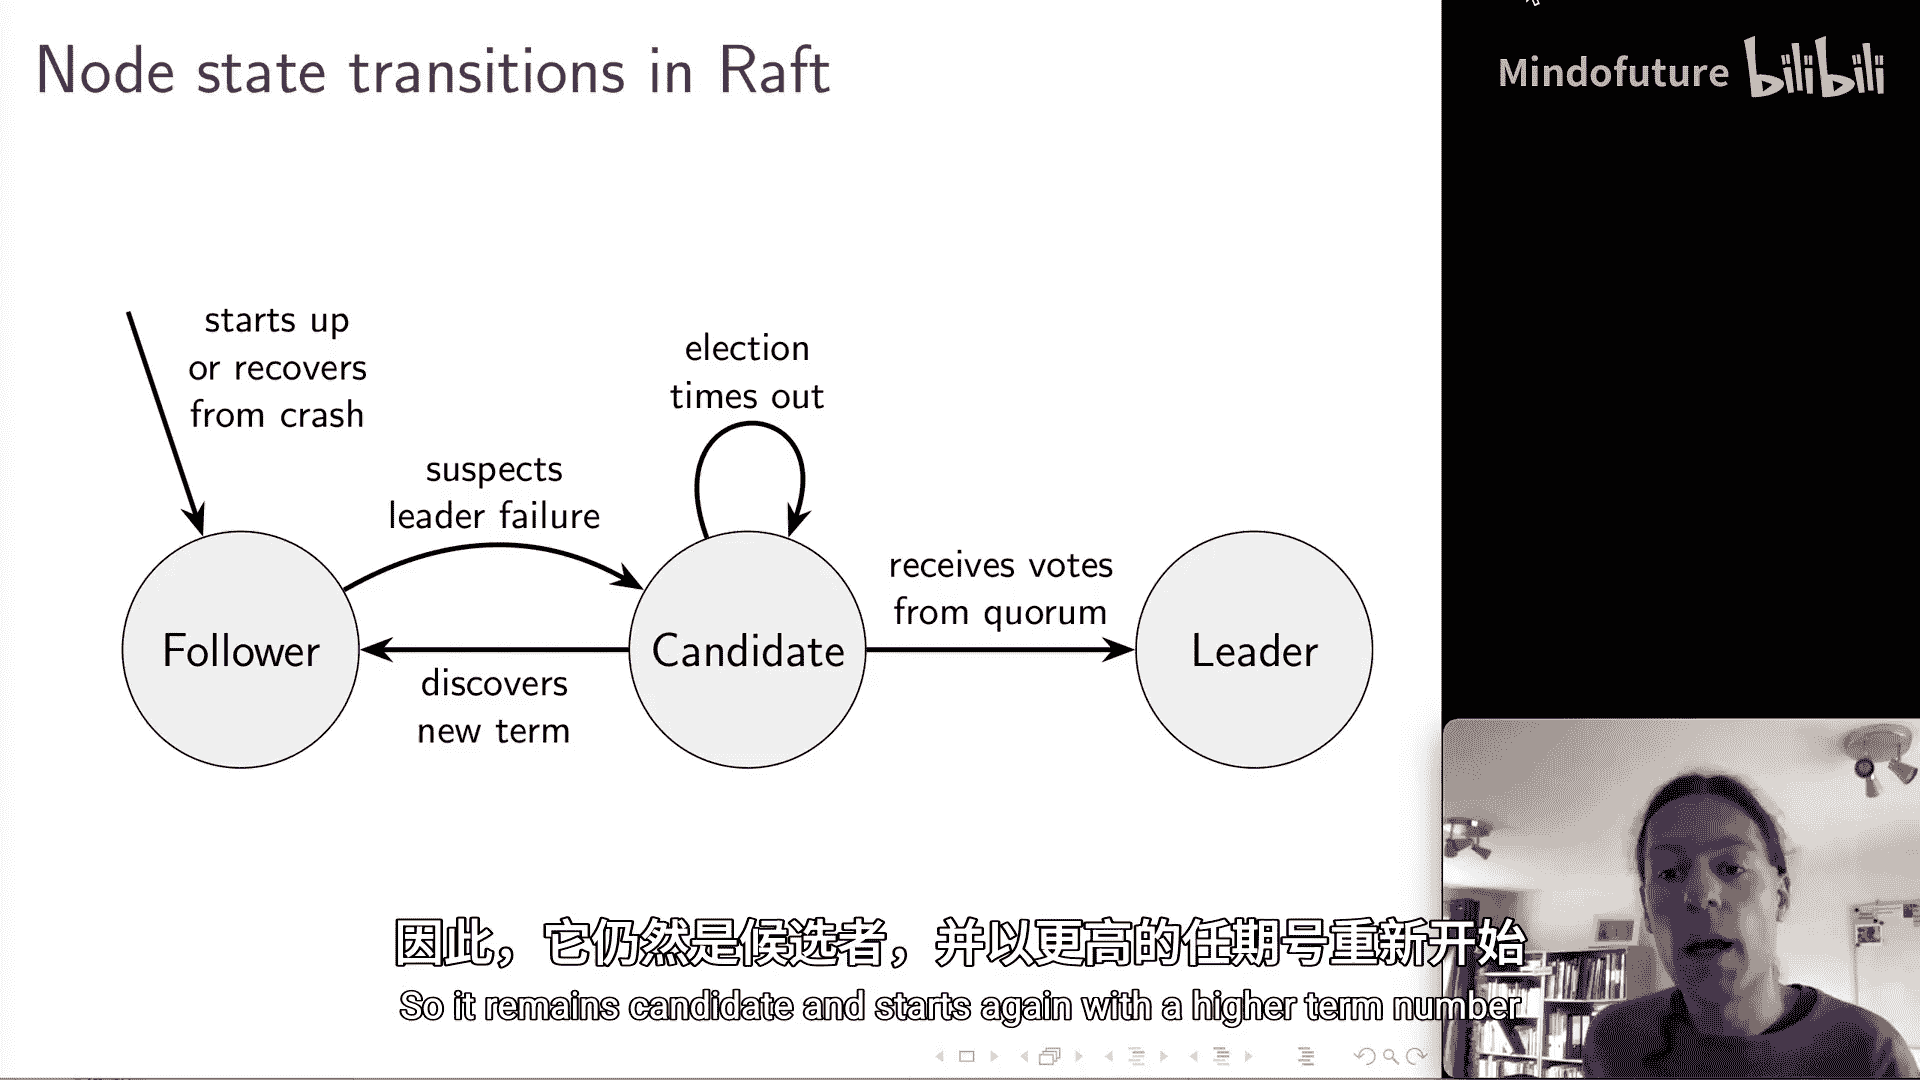 Node state transitions in Raft
Mindofuture bilibili
starts up
or recovers
from crash
election
times out
suspects
leader failure
receives votes
from quorum
Follower
Candidate
Leader
discovers
new term
因此，它仍然是候选者，并以更高的任期号重新开始
So it remains candidate and starts again with a higher term number